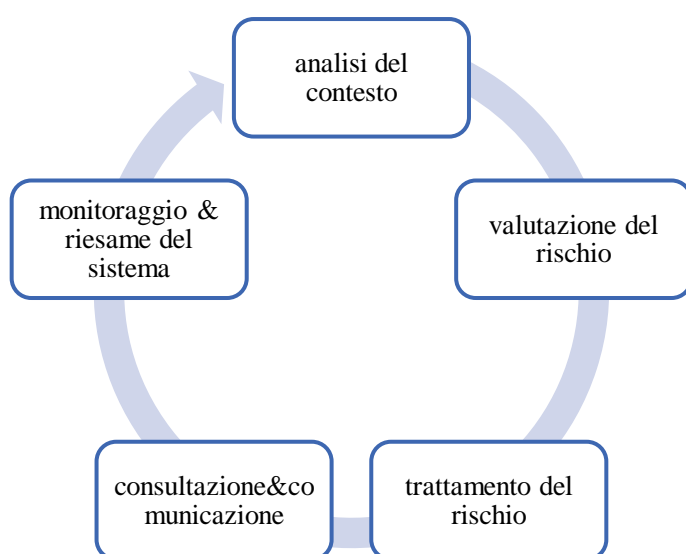 analisi del
contesto
valutazione del
rischio
trattamento del
rischio
consultazione&co
municazione
monitoraggio &
riesame del
sistema